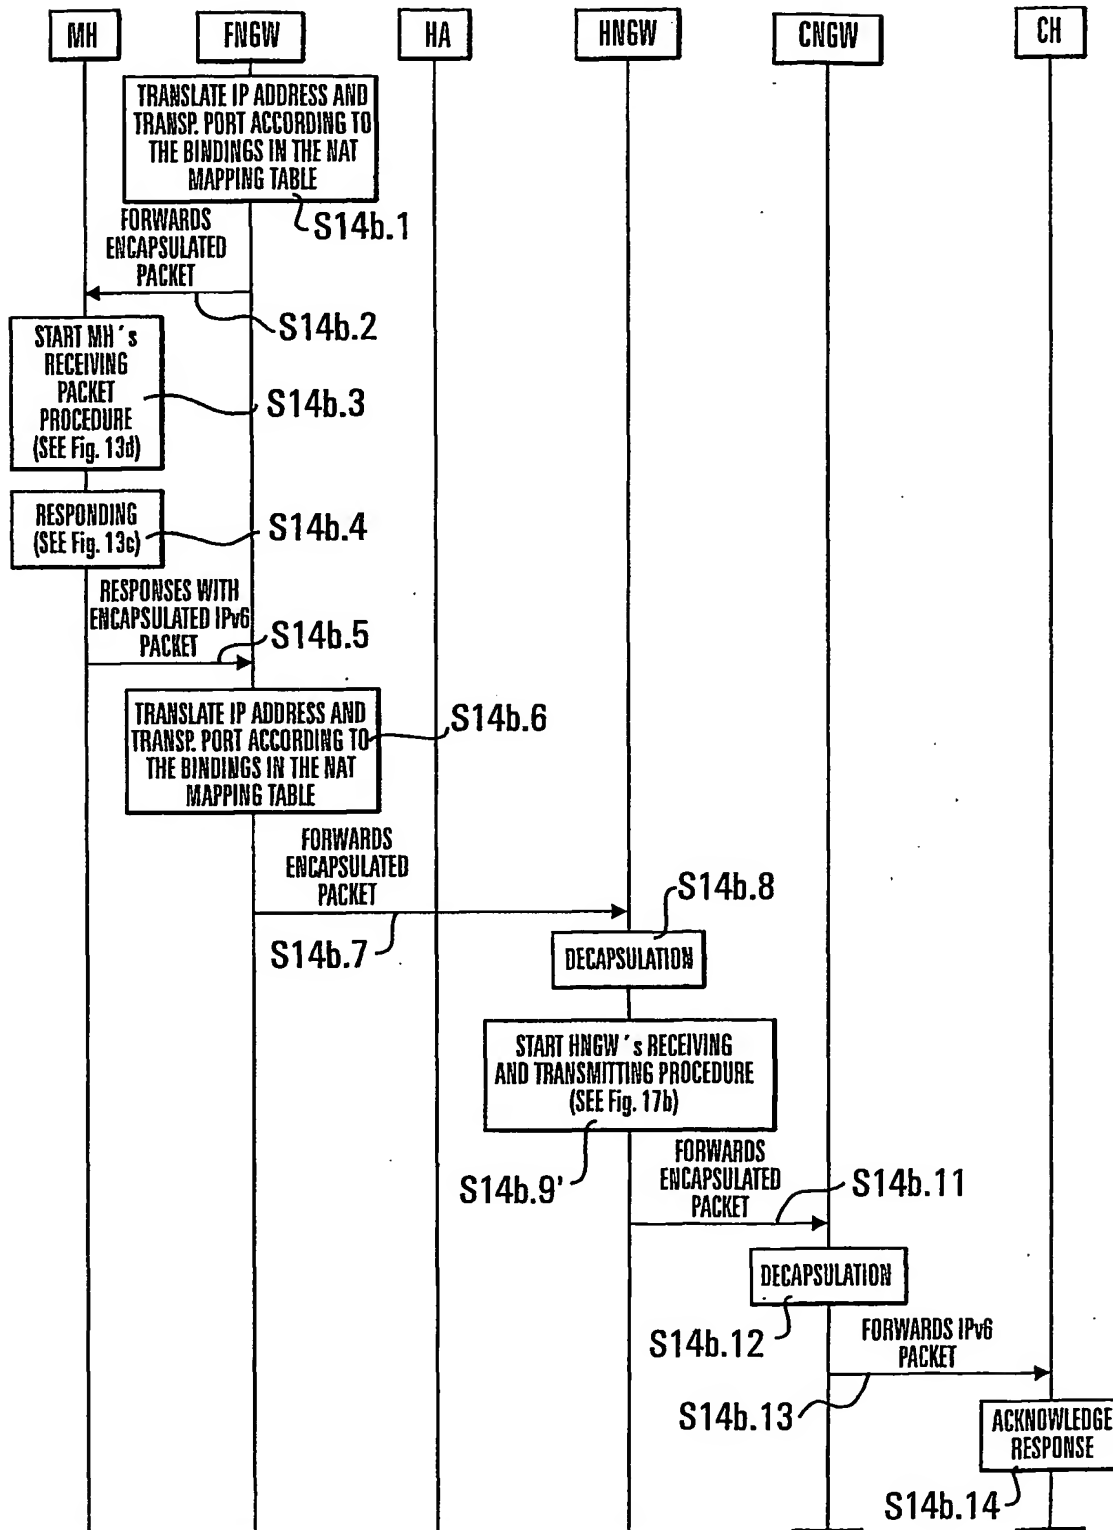 MH
FNGW
HA
HNGW
CNGW
CH
TRANSLATE IP ADDRESS AND
TRANSP. PORT ACCORDING TO
THE BINDINGS IN THE NAT
MAPPING TABLE
S14b.1
FORWARDS
ENCAPSULATED
PACKET
S14b.2
START MH´s
RECEIVING
PACKET
PROCEDURE
(SEE Fig. 13d)
S14b.3
RESPONDING
(SEE Fig. 13c)
S14b.4
RESPONSES WITH
ENCAPSULATED IPv6
PACKET
S14b.5
TRANSLATE IP ADDRESS AND
TRANSP. PORT ACCORDING TO
THE BINDINGS IN THE NAT
MAPPING TABLE
S14b.6
FORWARDS
ENCAPSULATED
PACKET
S14b.7
S14b.8
DECAPSULATION
START HNGW´s RECEIVING
AND TRANSMITTING PROCEDURE
(SEE Fig. 17b)
S14b.9'
FORWARDS
ENCAPSULATED
PACKET
S14b.11
DECAPSULATION
S14b.12
FORWARDS IPv6
PACKET
S14b.13
ACKNOWLEDGE
RESPONSE
S14b.14